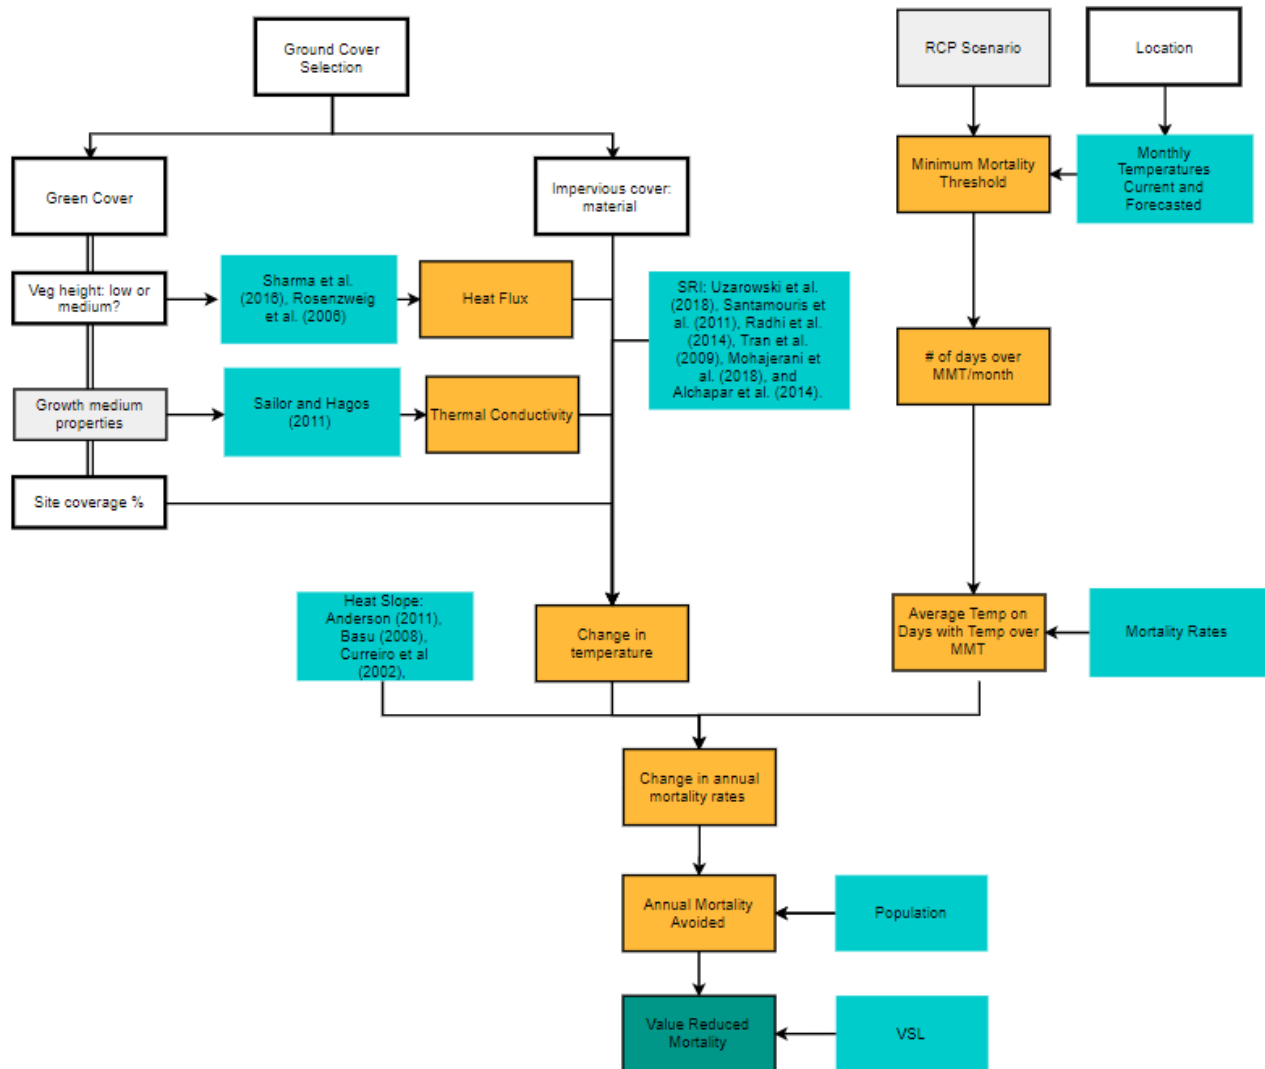 Ground Cover
Selection
RCP Scenario
Location
Green Cover
Impervious cover:
material
Minimum Mortality
Threshold
Monthly
Temperatures
Current and
Forecasted
Veg height: low or
medium?
Sharma et al.
(2016), Rosenzweig
et al. (2006)
Heat Flux
SRI: Uzarowski et al.
(2018), Santamouris
et al. (2011), Radhi et al.
(2014), Tran et al.
(2009), Mohajerani et
al. (2018), and
Alchapar et al. (2014).
# of days over
MMT/month
Growth medium
properties
Sailor and Hagos
(2011)
Thermal Conductivity
Site coverage %
Heat Slope:
Anderson (2011),
Basu (2008),
Curreiro et al
(2002),
Change in
temperature
Average Temp on
Days with Temp over
MMT
Mortality Rates
Change in annual
mortality rates
Annual Mortality
Avoided
Population
Value Reduced
Mortality
VSL